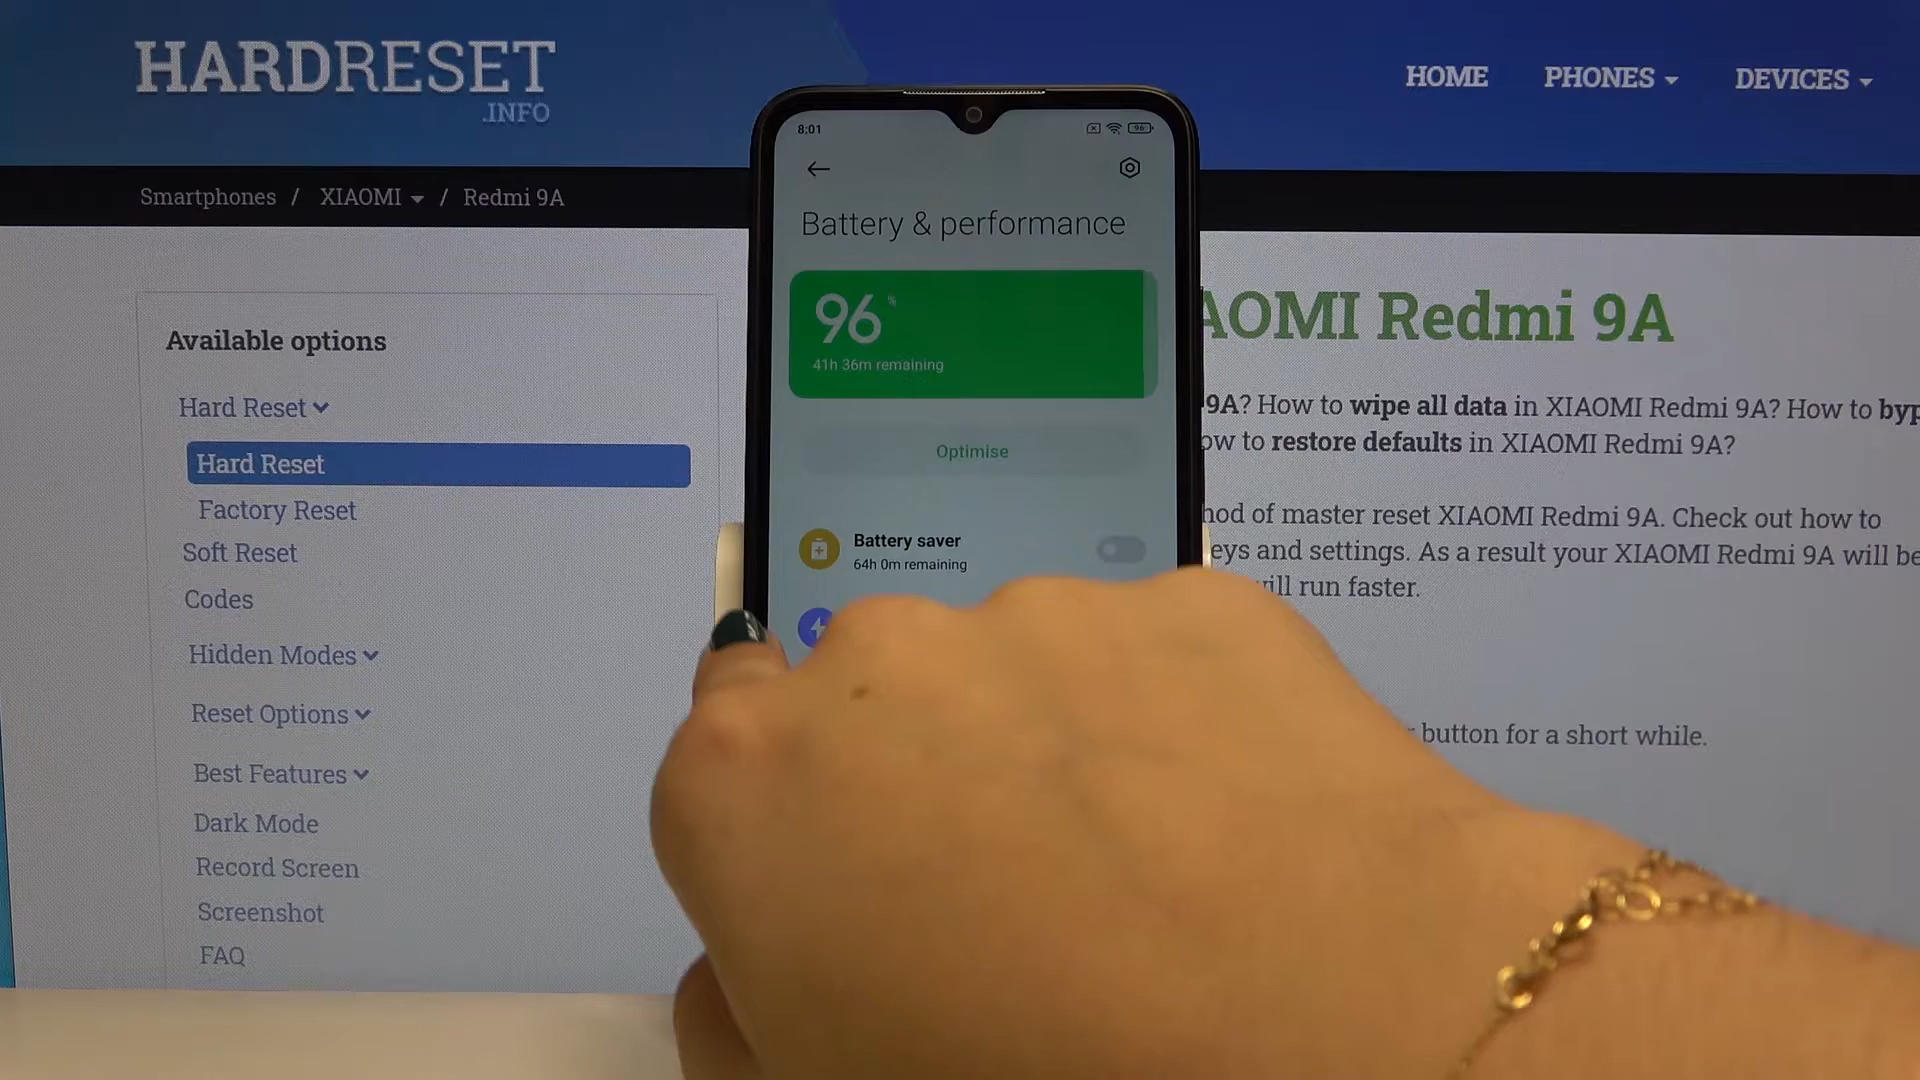 HARDRESET
.INFO
HOME
PHONES
DEVICES
Smartphones / XIAOMI / Redmi 9A
Available options
Hard Reset
Hard Reset
Factory Reset
Soft Reset
Codes
Hidden Modes
Reset Options
Best Features
Dark Mode
Record Screen
Screenshot
FAQ
8:01
96
Battery & performance
96 %
41h 36m remaining
Optimise
Battery saver
64h 0m remaining
AOMI Redmi 9A
9A? How to wipe all data in XIAOMI Redmi 9A? How to byp
ow to restore defaults in XIAOMI Redmi 9A?
hod of master reset XIAOMI Redmi 9A. Check out how to
eys and settings. As a result your XIAOMI Redmi 9A will be
ill run faster.
button for a short while.